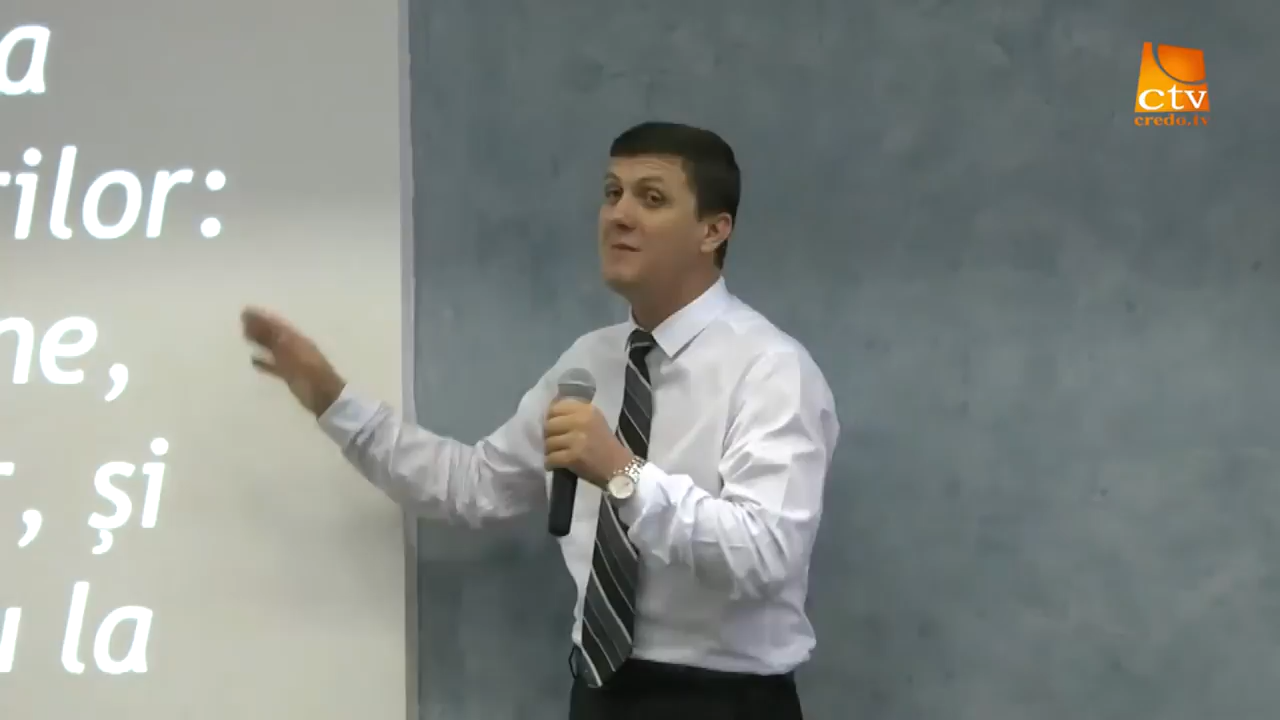 a
rilor:
ne,
, și
la
ctv
credo.tv